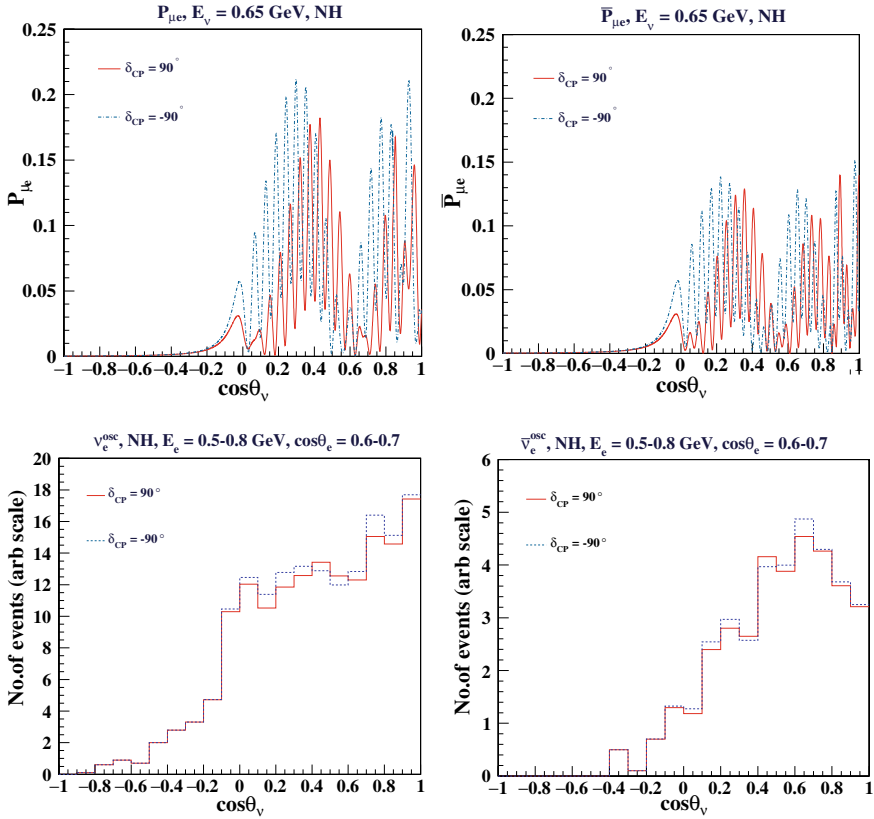 P_μe, E_ν = 0.65 GeV, NH
P_μe
0.25
0.2
0.15
0.1
0.05
0
δ_CP = 90°
δ_CP = -90°
−1 −0.8 −0.6 −0.4 −0.2 0 0.2 0.4 0.6 0.8 1
cosθ_ν
P̅_μe, E_ν = 0.65 GeV, NH
P̅_μe
0.25
0.2
0.15
0.1
0.05
0
δ_CP = 90°
δ_CP = -90°
−1 −0.8 −0.6 −0.4 −0.2 0 0.2 0.4 0.6 0.8 1
cosθ_ν
ν_e^osc, NH, E_e = 0.5-0.8 GeV, cosθ_e = 0.6-0.7
No.of events (arb scale)
20
18
16
14
12
10
8
6
4
2
0
δ_CP = 90°
δ_CP = -90°
−1 −0.8 −0.6 −0.4 −0.2 0 0.2 0.4 0.6 0.8 1
cosθ_ν
ν̅_e^osc, NH, E_e = 0.5-0.8 GeV, cosθ_e = 0.6-0.7
No.of events (arb scale)
6
5
4
3
2
1
0
δ_CP = 90°
δ_CP = -90°
−1 −0.8 −0.6 −0.4 −0.2 0 0.2 0.4 0.6 0.8 1
cosθ_ν